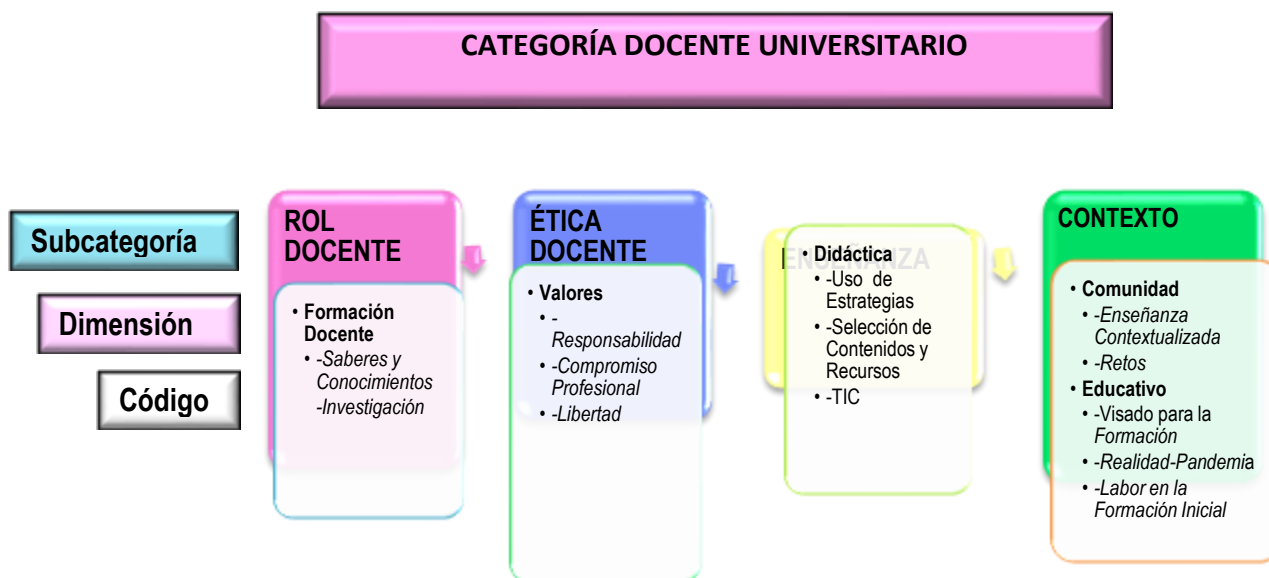 CATEGORÍA DOCENTE UNIVERSITARIO
Subcategoría
Dimensión
Código
ROL
DOCENTE
• Formación
Docente
• -Saberes y
Conocimientos
-Investigación
ÉTICA
DOCENTE
• Valores
• -
Responsabilidad
• -Compromiso
Profesional
• -Libertad
ENSEÑANZA
• Didáctica
• -Uso de
Estrategias
• -Selección de
Contenidos y
Recursos
• -TIC
CONTEXTO
• Comunidad
• -Enseñanza
Contextualizada
• -Retos
• Educativo
• -Visado para la
Formación
• -Realidad-Pandemia
• -Labor en la
Formación Inicial